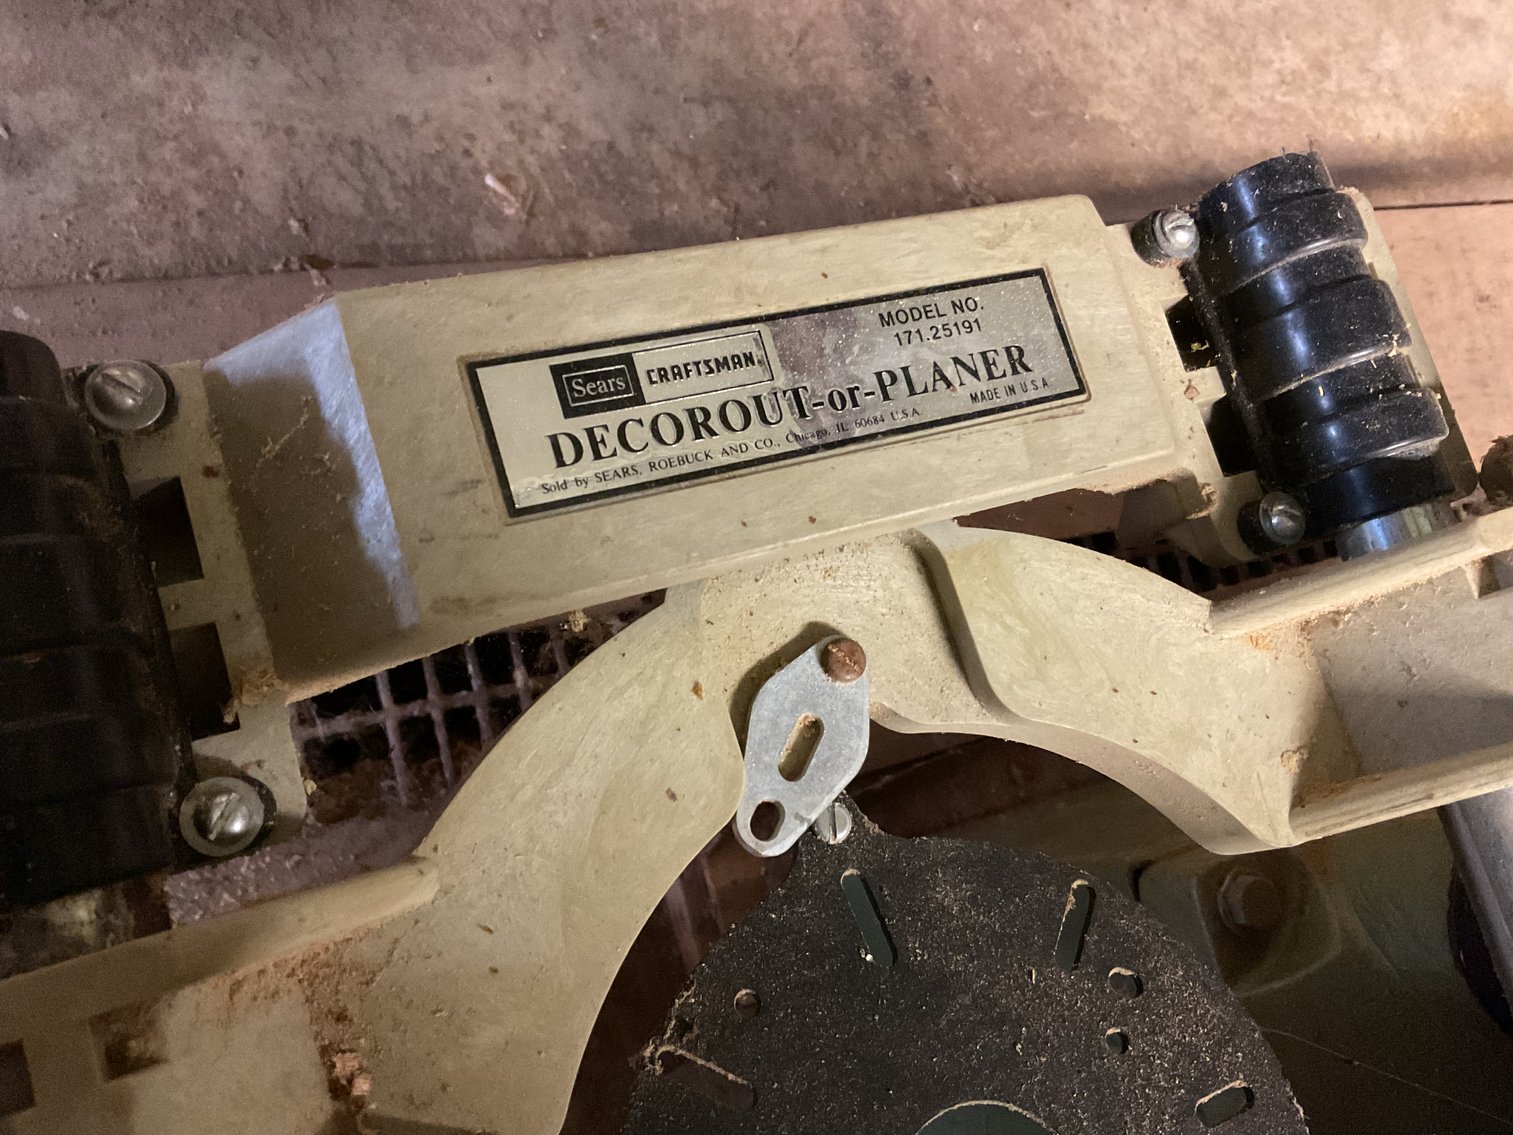 MODEL NO.
171.25191
Sears CRAFTSMAN®
DECOROUT-or-PLANER
MADE IN U.S.A.
Sold by SEARS, ROEBUCK AND CO., Chicago, IL 60684 U.S.A.